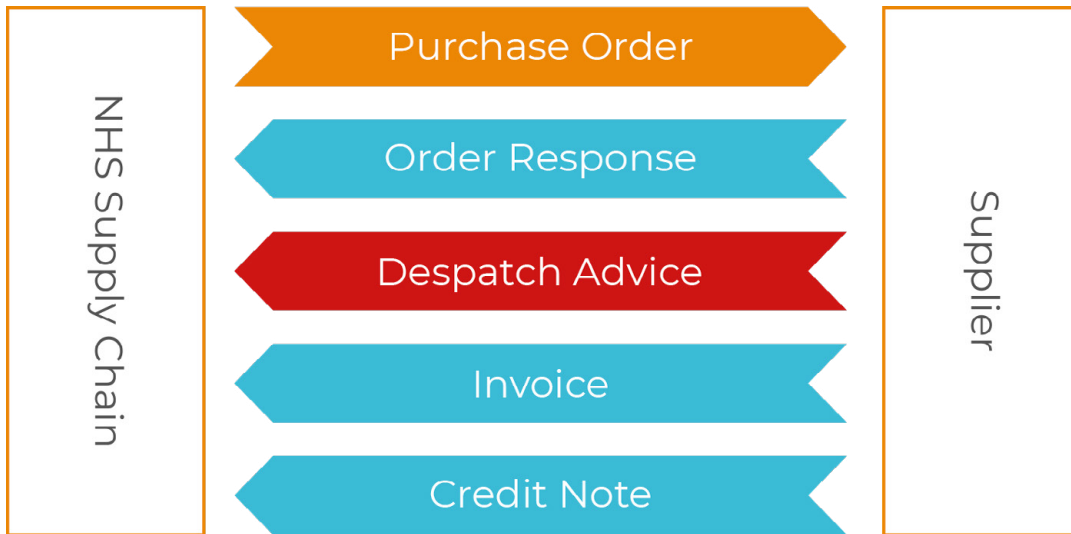 NHS Supply Chain
Purchase Order
Order Response
Despatch Advice
Invoice
Credit Note
Supplier